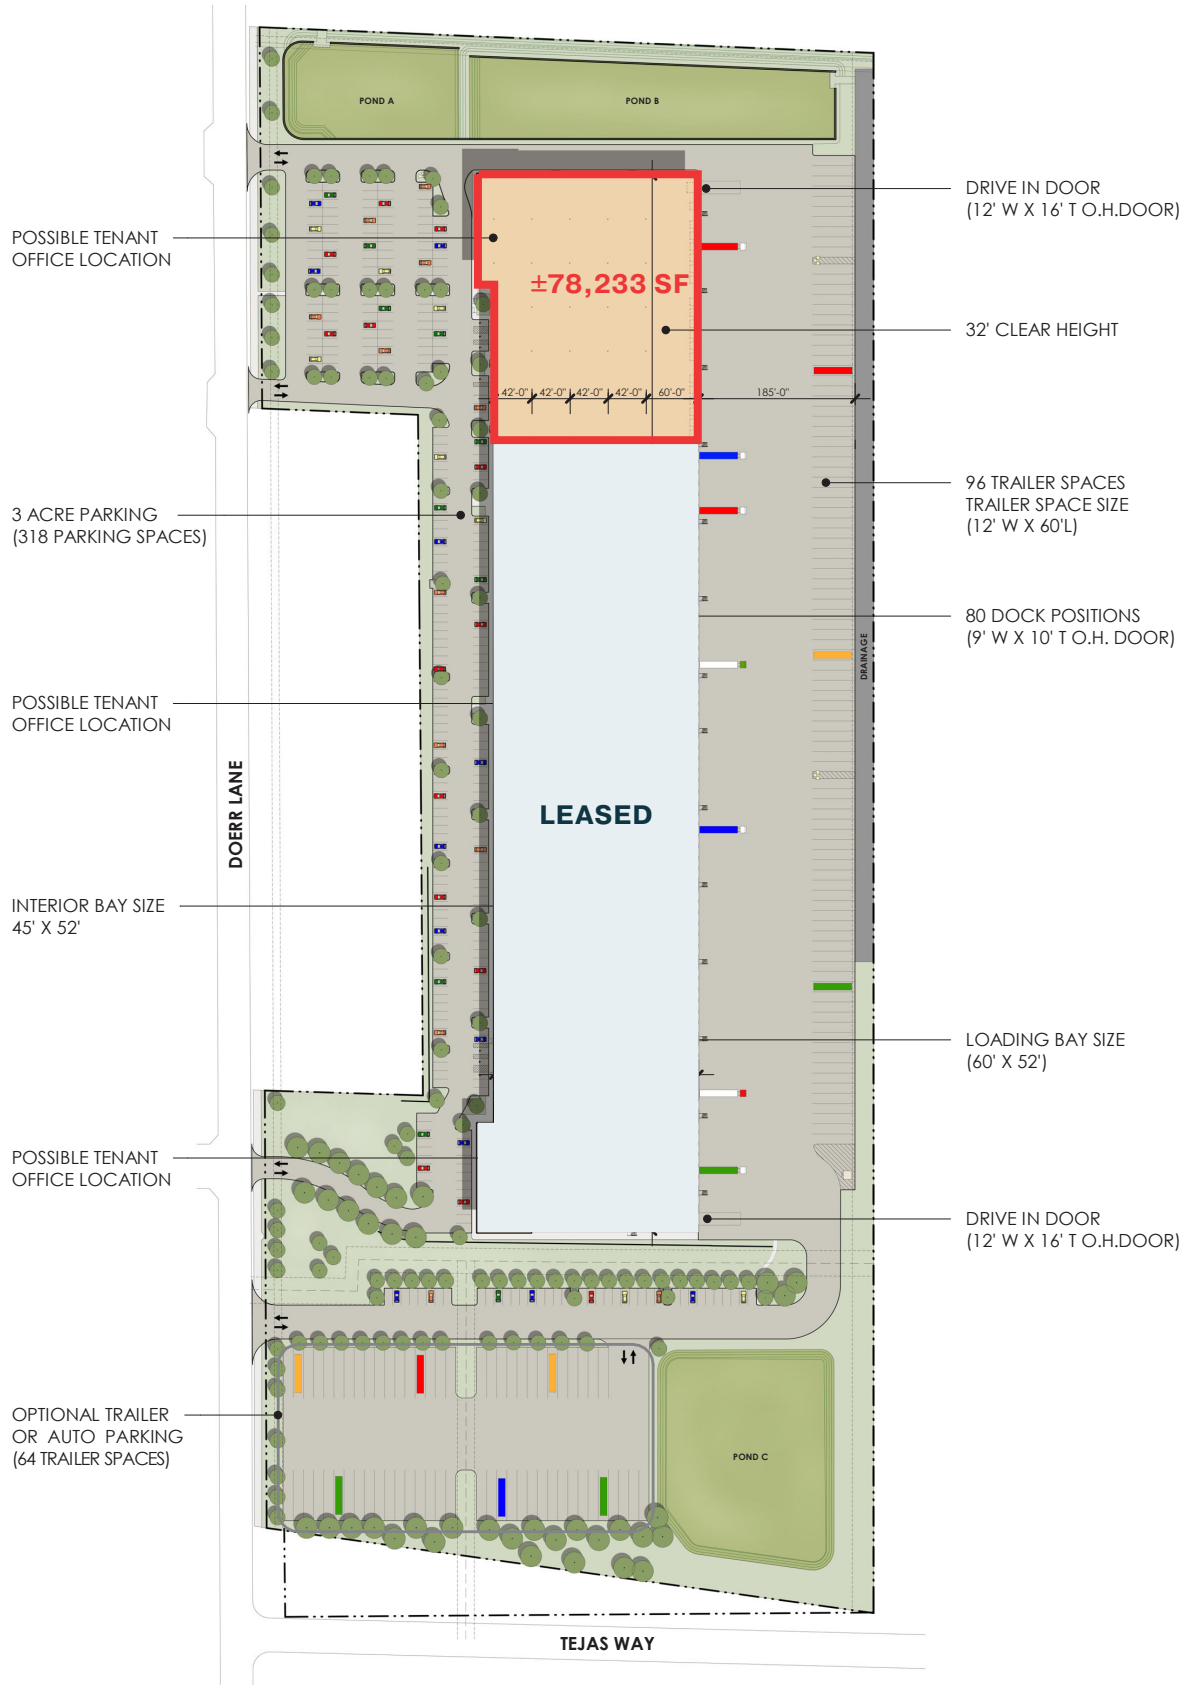 POND A
POND B
DRIVE IN DOOR
(12' W X 16' T O.H.DOOR)
POSSIBLE TENANT
OFFICE LOCATION
±78,233 SF
32' CLEAR HEIGHT
42'-0"
42'-0"
42'-0"
42'-0"
60'-0"
185'-0"
96 TRAILER SPACES
TRAILER SPACE SIZE
(12' W X 60'L)
3 ACRE PARKING
(318 PARKING SPACES)
80 DOCK POSITIONS
(9' W X 10' T O.H. DOOR)
DRAINAGE
POSSIBLE TENANT
OFFICE LOCATION
DOERR LANE
LEASED
INTERIOR BAY SIZE
45' X 52'
LOADING BAY SIZE
(60' X 52')
POSSIBLE TENANT
OFFICE LOCATION
DRIVE IN DOOR
(12' W X 16' T O.H.DOOR)
OPTIONAL TRAILER
OR AUTO PARKING
(64 TRAILER SPACES)
POND C
TEJAS WAY